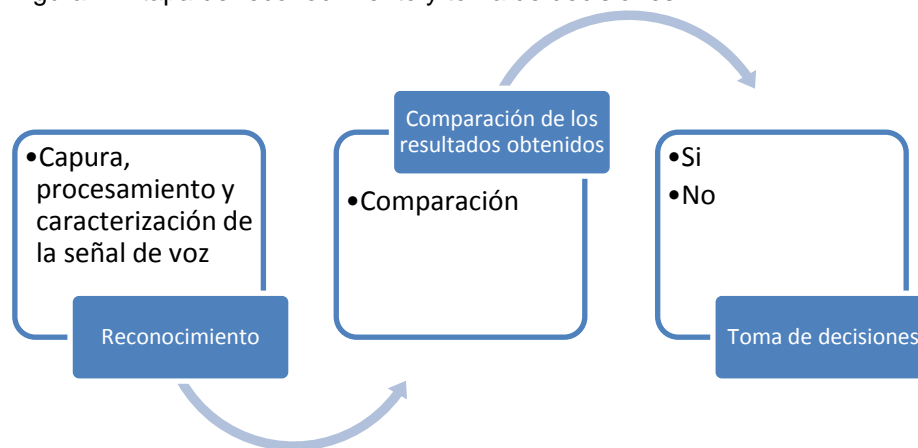 •Capura,
procesamiento y
caracterización de
la señal de voz
Reconocimiento
Comparación de los
resultados obtenidos
•Comparación
•Si
•No
Toma de decisiones